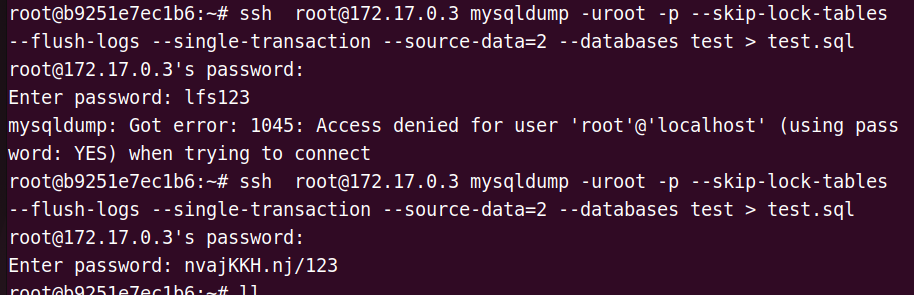 root@b9251e7ec1b6:~# ssh  root@172.17.0.3 mysqldump -uroot -p --skip-lock-tables
--flush-logs --single-transaction --source-data=2 --databases test > test.sql
root@172.17.0.3's password:
Enter password: lfs123
mysqldump: Got error: 1045: Access denied for user 'root'@'localhost' (using pass
word: YES) when trying to connect
root@b9251e7ec1b6:~# ssh  root@172.17.0.3 mysqldump -uroot -p --skip-lock-tables
--flush-logs --single-transaction --source-data=2 --databases test > test.sql
root@172.17.0.3's password:
Enter password: nvajKKH.nj/123
root@b9251e7ec1b6:~# ll